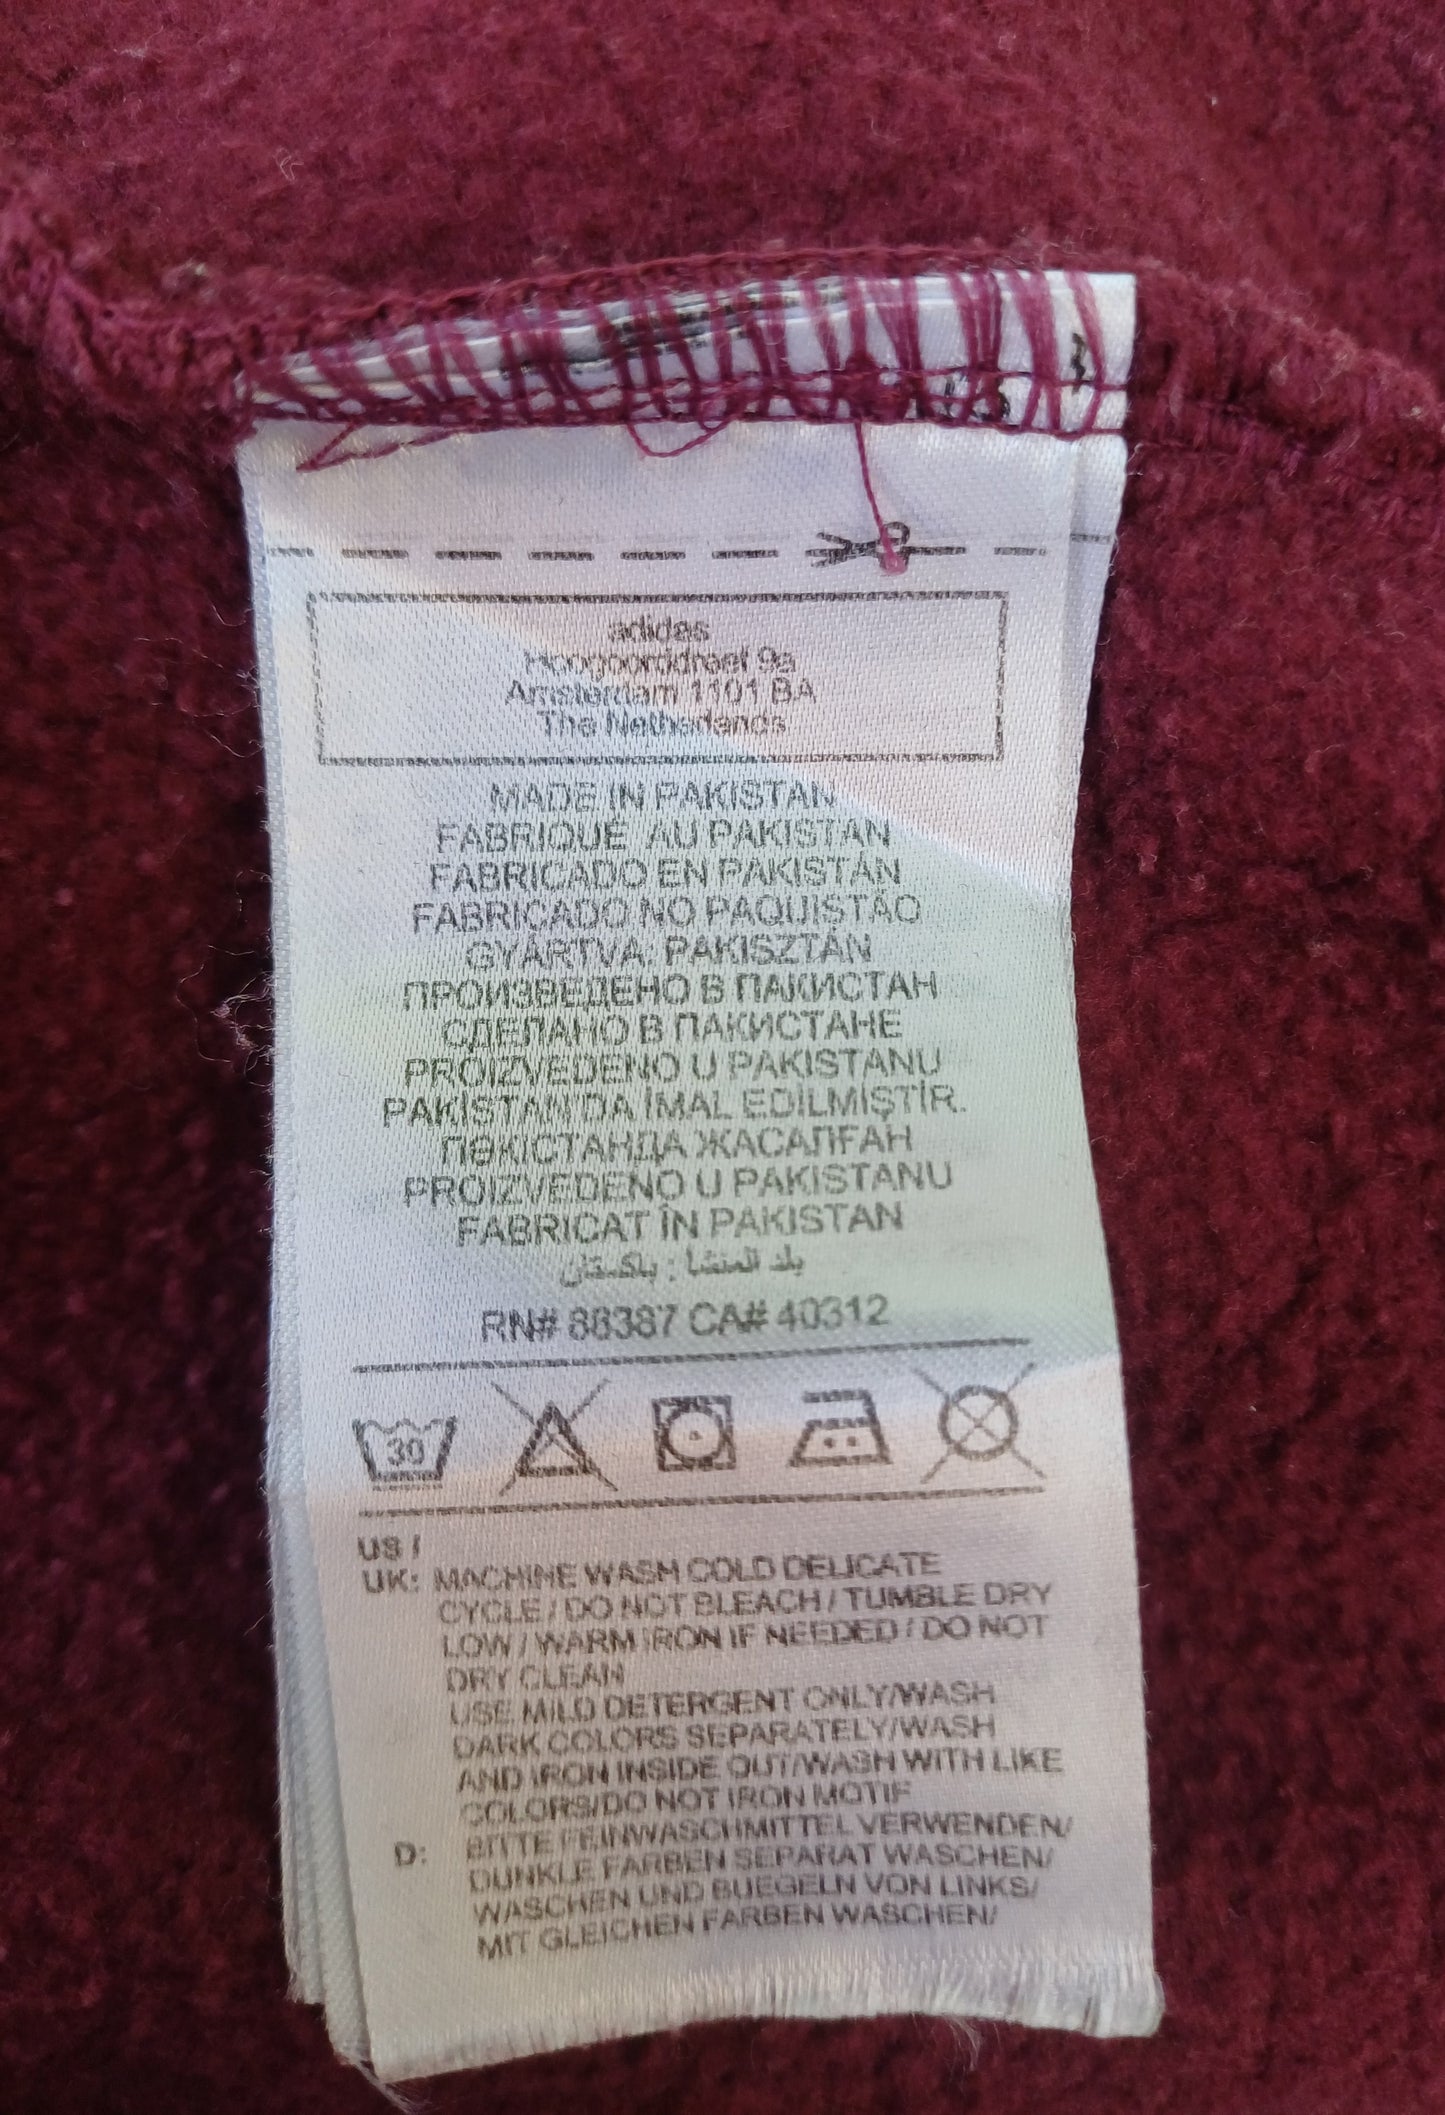 adidas
Hoogoorddreef 9a
Amsterdam 1101 BA
The Netherlands
MADE IN PAKISTAN
FABRIQUÉ AU PAKISTAN
FABRICADO EN PAKISTÁN
FABRICADO NO PAQUISTÃO
GYÁRTVA: PAKISZTÁN
ПРОИЗВЕДЕНО В ПАКИСТАН
СДЕЛАНО В ПАКИСТАНЕ
PROIZVEDENO U PAKISTANU
PAKİSTAN'DA İMAL EDİLMİŞTİR.
ПӘКІСТАНДА ЖАСАЛҒАН
PROIZVEDENO U PAKISTANU
FABRICAT ÎN PAKISTAN
بلد المنشأ : باكستان
RN# 88387 CA# 40312
30
US /
UK: MACHINE WASH COLD DELICATE
CYCLE / DO NOT BLEACH / TUMBLE DRY
LOW / WARM IRON IF NEEDED / DO NOT
DRY CLEAN
USE MILD DETERGENT ONLY/WASH
DARK COLORS SEPARATELY/WASH
AND IRON INSIDE OUT/WASH WITH LIKE
COLORS/DO NOT IRON MOTIF
D: BITTE FEINWASCHMITTEL VERWENDEN/
DUNKLE FARBEN SEPARAT WASCHEN/
WASCHEN UND BUEGELN VON LINKS/
MIT GLEICHEN FARBEN WASCHEN/